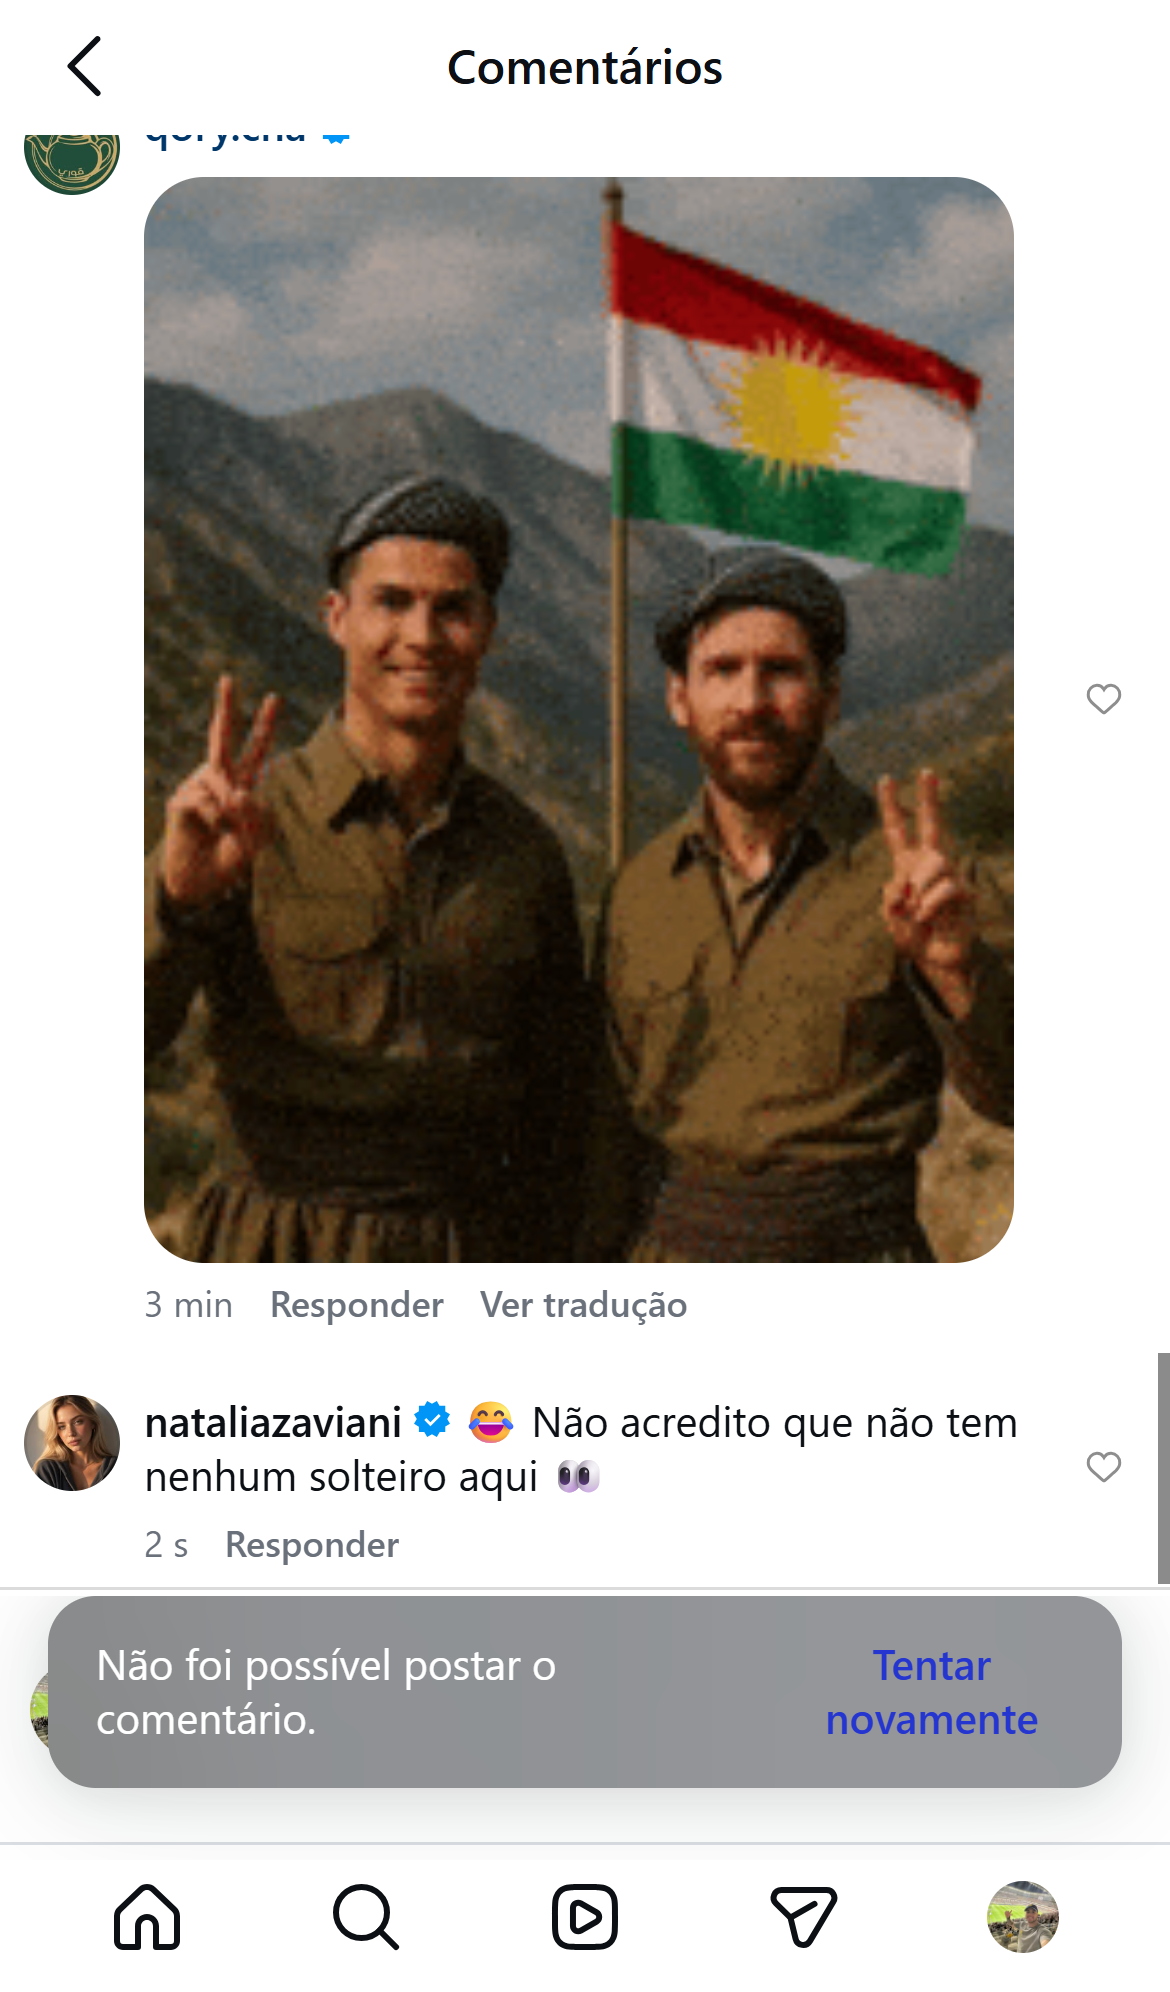 Comentários
قوري
3 min Responder Ver tradução
nataliazaviani 😂 Não acredito que não tem
nenhum solteiro aqui 👀
2 s Responder
Não foi possível postar o
comentário.
Tentar
novamente